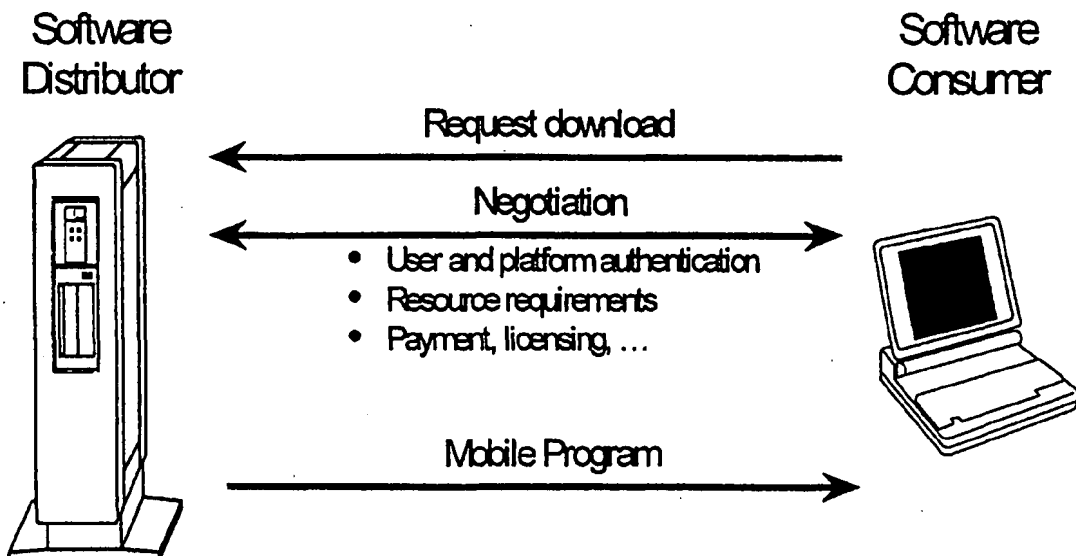 Software
Distributor
Software
Consumer
Request download
Negotiation
• User and platform authentication
• Resource requirements
• Payment, licensing, ...
Mobile Program